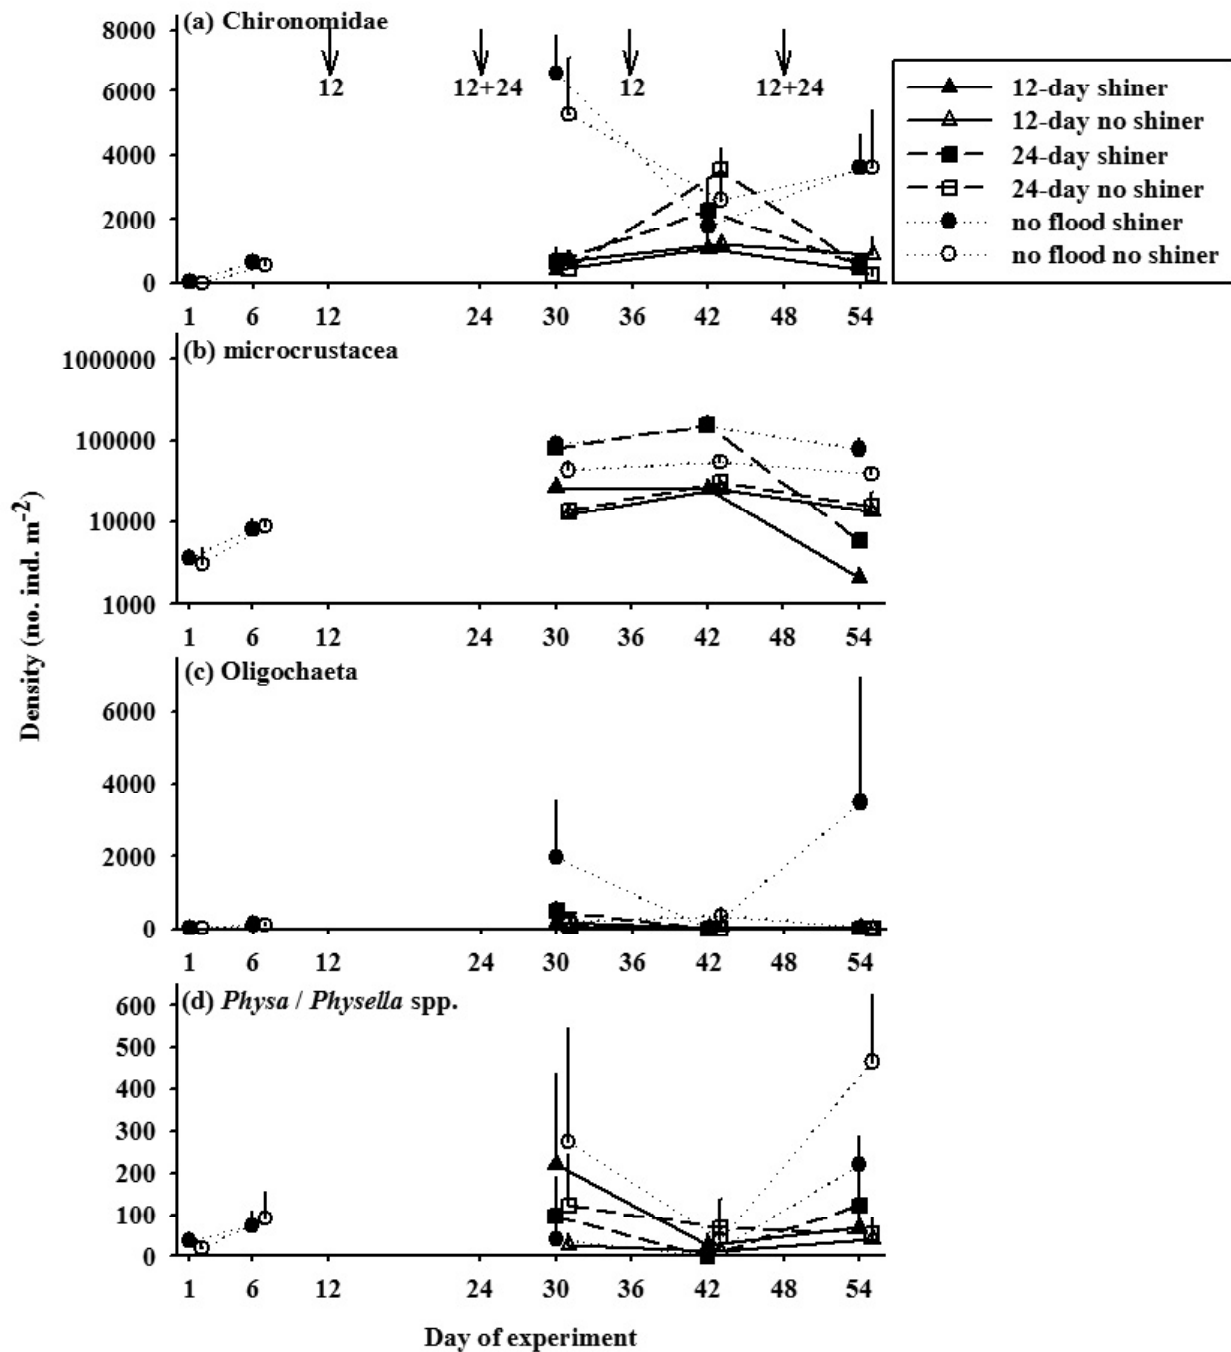 (a) Chironomidae
8000
6000
4000
2000
0
12
12+24
12
12+24
1 6 12 24 30 36 42 48 54
12-day shiner
12-day no shiner
24-day shiner
24-day no shiner
no flood shiner
no flood no shiner
(b) microcrustacea
1000000
100000
10000
1000
1 6 12 24 30 36 42 48 54
Density (no. ind. m⁻²)
(c) Oligochaeta
6000
4000
2000
0
1 6 12 24 30 36 42 48 54
(d) Physa / Physella spp.
600
500
400
300
200
100
0
1 6 12 24 30 36 42 48 54
Day of experiment